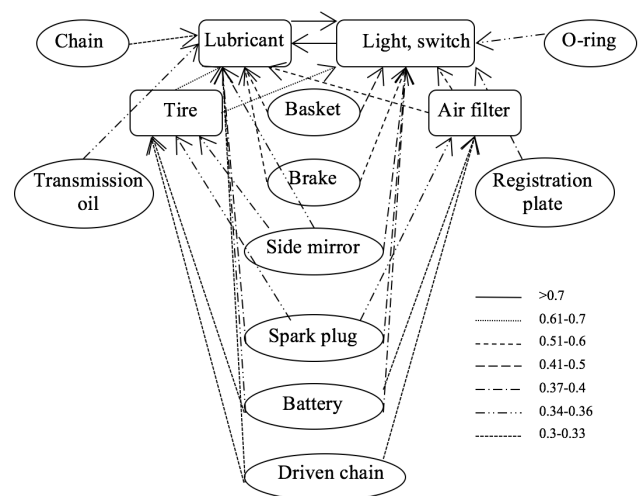 Chain
Lubricant
Light, switch
O-ring
Tire
Basket
Air filter
Transmission
oil
Brake
Registration
plate
Side mirror
Spark plug
Battery
Driven chain
>0.7
0.61-0.7
0.51-0.6
0.41-0.5
0.37-0.4
0.34-0.36
0.3-0.33